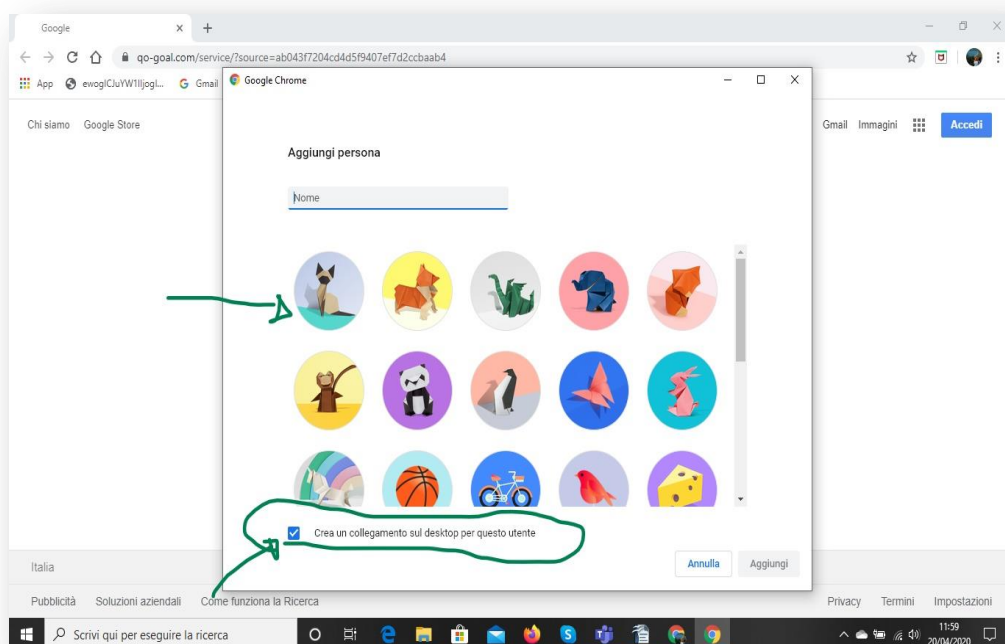 Google
qo-goal.com/service/?source=ab043f7204cd4d5f9407ef7d2ccbaab4
App ewogICJuYW1lIjogI... G Gmail
Google Chrome
Chi siamo Google Store
Gmail Immagini Accedi
Aggiungi persona
Nome
Crea un collegamento sul desktop per questo utente
Annulla Aggiungi
Italia
Pubblicità Soluzioni aziendali Come funziona la Ricerca
Privacy Termini Impostazioni
Scrivi qui per eseguire la ricerca
11:59
20/04/2020